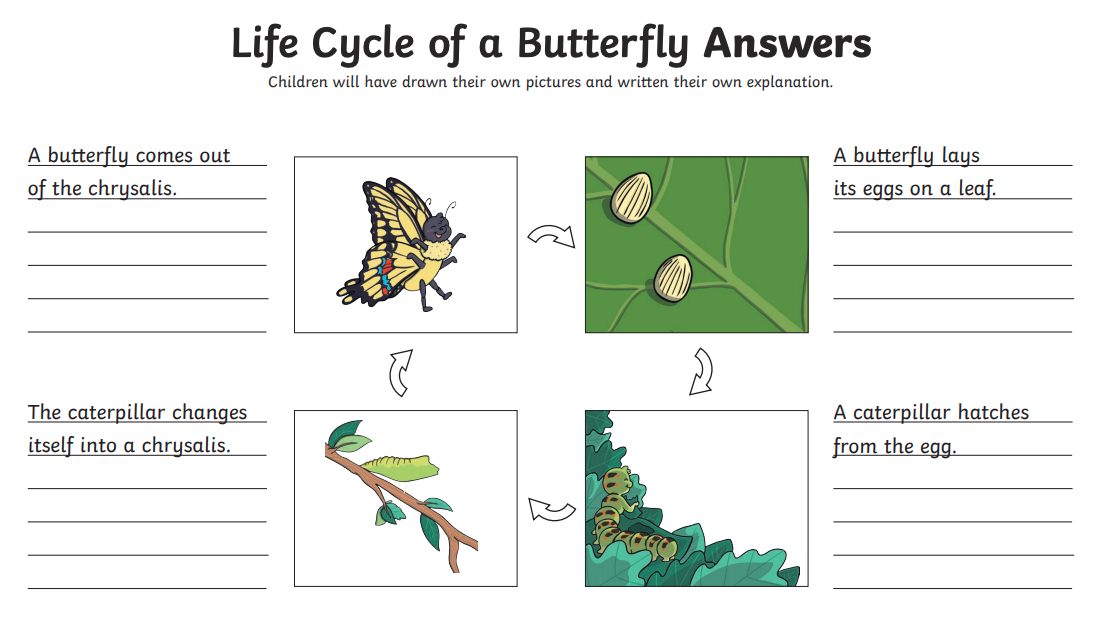 Life Cycle of a Butterfly Answers
Children will have drawn their own pictures and written their own explanation.
A butterfly comes out
of the chrysalis.
A butterfly lays
its eggs on a leaf.
The caterpillar changes
itself into a chrysalis.
A caterpillar hatches
from the egg.